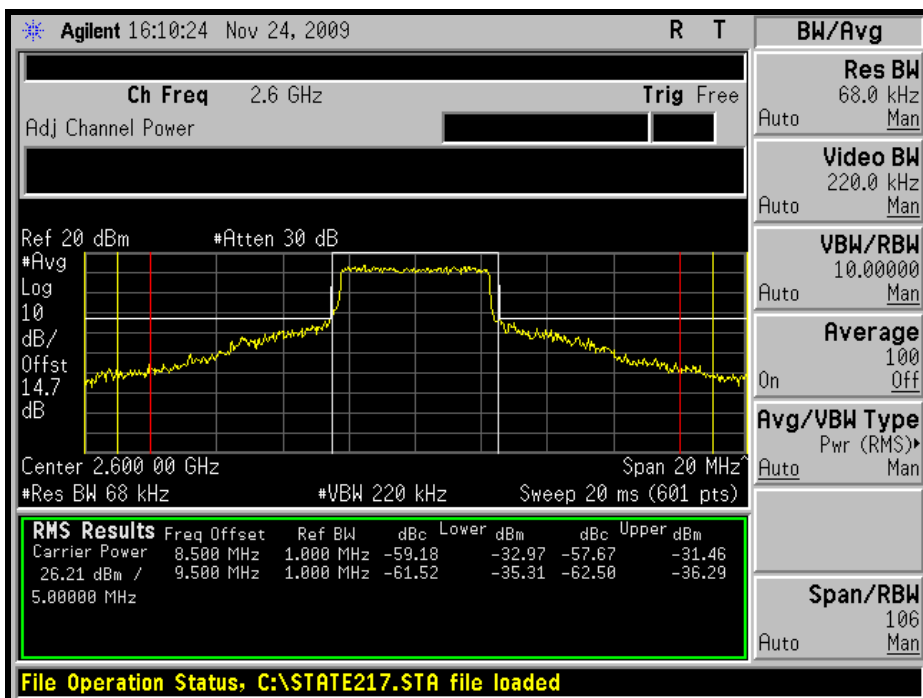 Agilent 16:10:24 Nov 24, 2009 R T
BW/Avg
Ch Freq 2.6 GHz Trig Free
Adj Channel Power
Ref 20 dBm #Atten 30 dB
#Avg
Log
10
dB/
Offst
14.7
dB
Center 2.600 00 GHz Span 20 MHz^
#Res BW 68 kHz #VBW 220 kHz Sweep 20 ms (601 pts)
RMS Results Freq Offset Ref BW dBc Lower dBm dBc Upper dBm
Carrier Power 8.500 MHz 1.000 MHz -59.18 -32.97 -57.67 -31.46
26.21 dBm / 9.500 MHz 1.000 MHz -61.52 -35.31 -62.50 -36.29
5.00000 MHz
Res BW
68.0 kHz
Auto Man
Video BW
220.0 kHz
Auto Man
VBW/RBW
10.00000
Auto Man
Average
100
On Off
Avg/VBW Type
Pwr (RMS)▸
Auto Man
Span/RBW
106
Auto Man
File Operation Status, C:\STATE217.STA file loaded